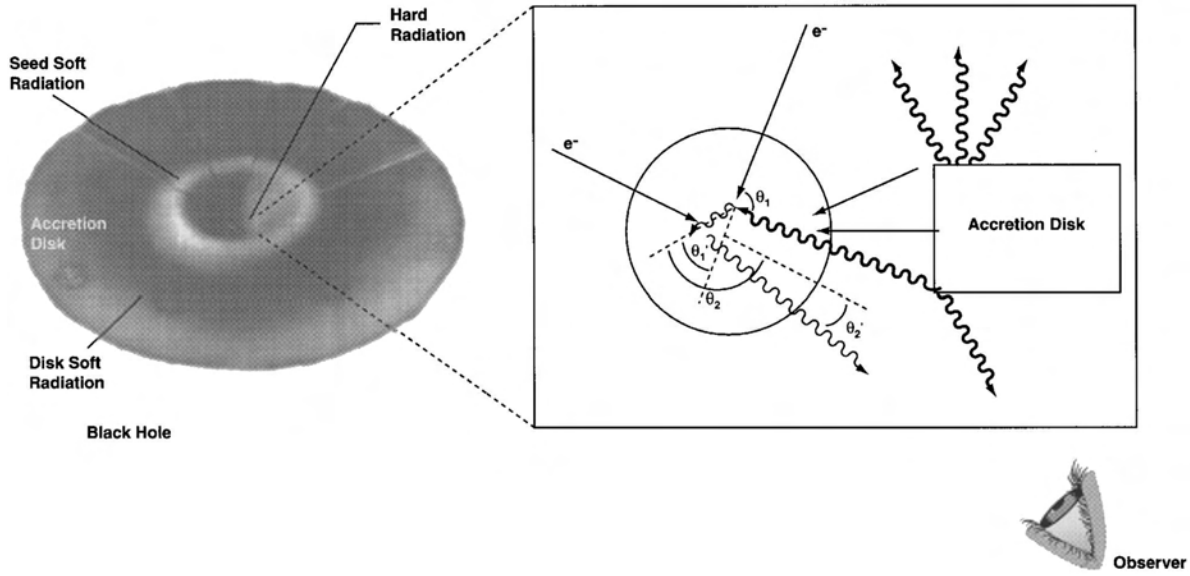 Hard
Radiation
Seed Soft
Radiation
e⁻
e⁻
θ₁
Accretion
Disk
Accretion Disk
θ₁'
θ₂
θ₂'
Disk Soft
Radiation
Black Hole
Observer